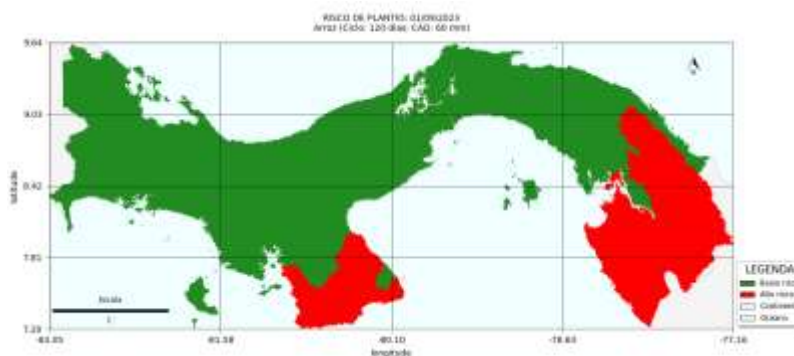 RISCO DE PLANTIO: 01/09/2023
Arroz (Ciclo: 120 dias; CAD: 60 mm)
9.64
9.03
8.42
7.81
7.20
latitude
Escala
-83.05
-81.58
-80.10
-78.63
-77.16
longitude
LEGENDA
Baixo risco
Alto risco
Continente
Oceano